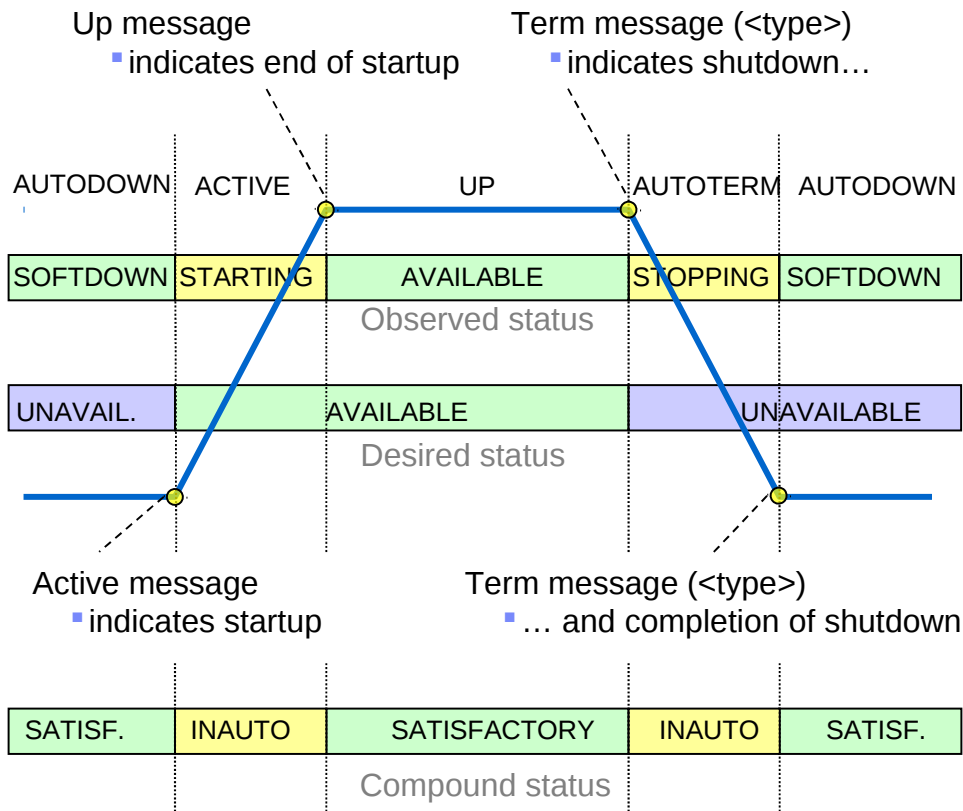 Up message
▪ indicates end of startup
Term message (<type>)
▪ indicates shutdown…
AUTODOWN ACTIVE UP AUTOTERM AUTODOWN
SOFTDOWN STARTING AVAILABLE STOPPING SOFTDOWN
Observed status
UNAVAIL. AVAILABLE UNAVAILABLE
Desired status
Active message
▪ indicates startup
Term message (<type>)
▪ … and completion of shutdown
SATISF. INAUTO SATISFACTORY INAUTO SATISF.
Compound status